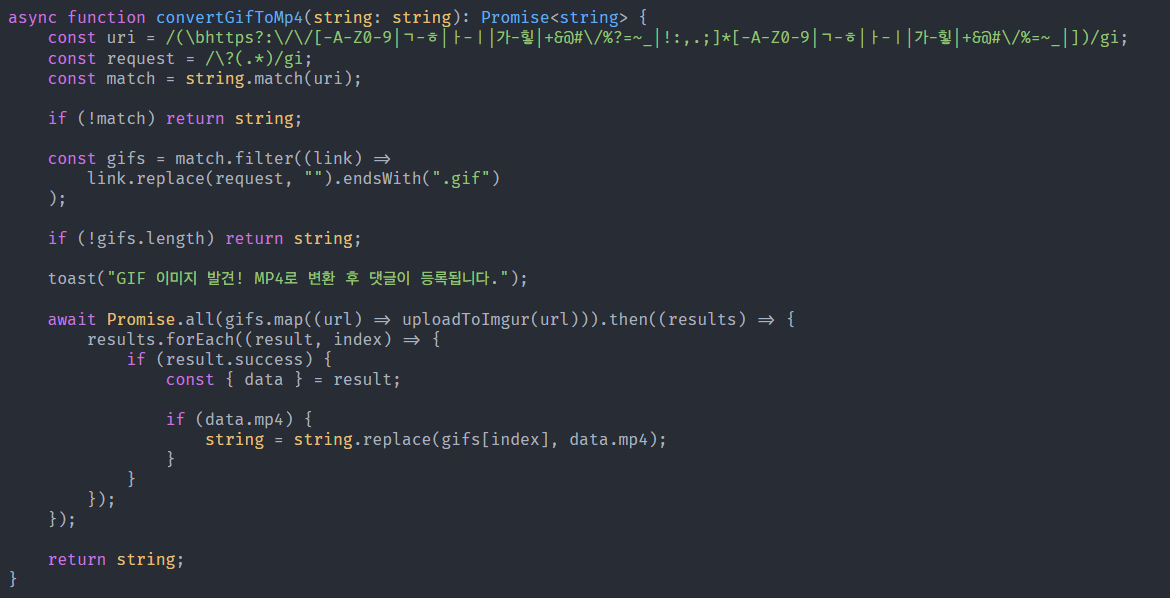 async function convertGifToMp4(string: string): Promise<string> {
    const uri = /(\bhttps?:\/\/[-A-Z0-9|ㄱ-ㅎ|ㅏ-ㅣ|가-힣|+&@#\/%?=~_|!:,.;]*[-A-Z0-9|ㄱ-ㅎ|ㅏ-ㅣ|가-힣|+&@#\/%=~_|])/gi;
    const request = /\?(.*)/gi;
    const match = string.match(uri);

    if (!match) return string;

    const gifs = match.filter((link) =>
        link.replace(request, "").endsWith(".gif")
    );

    if (!gifs.length) return string;

    toast("GIF 이미지 발견! MP4로 변환 후 댓글이 등록됩니다.");

    await Promise.all(gifs.map((url) => uploadToImgur(url))).then((results) => {
        results.forEach((result, index) => {
            if (result.success) {
                const { data } = result;

                if (data.mp4) {
                    string = string.replace(gifs[index], data.mp4);
                }
            }
        });
    });

    return string;
}